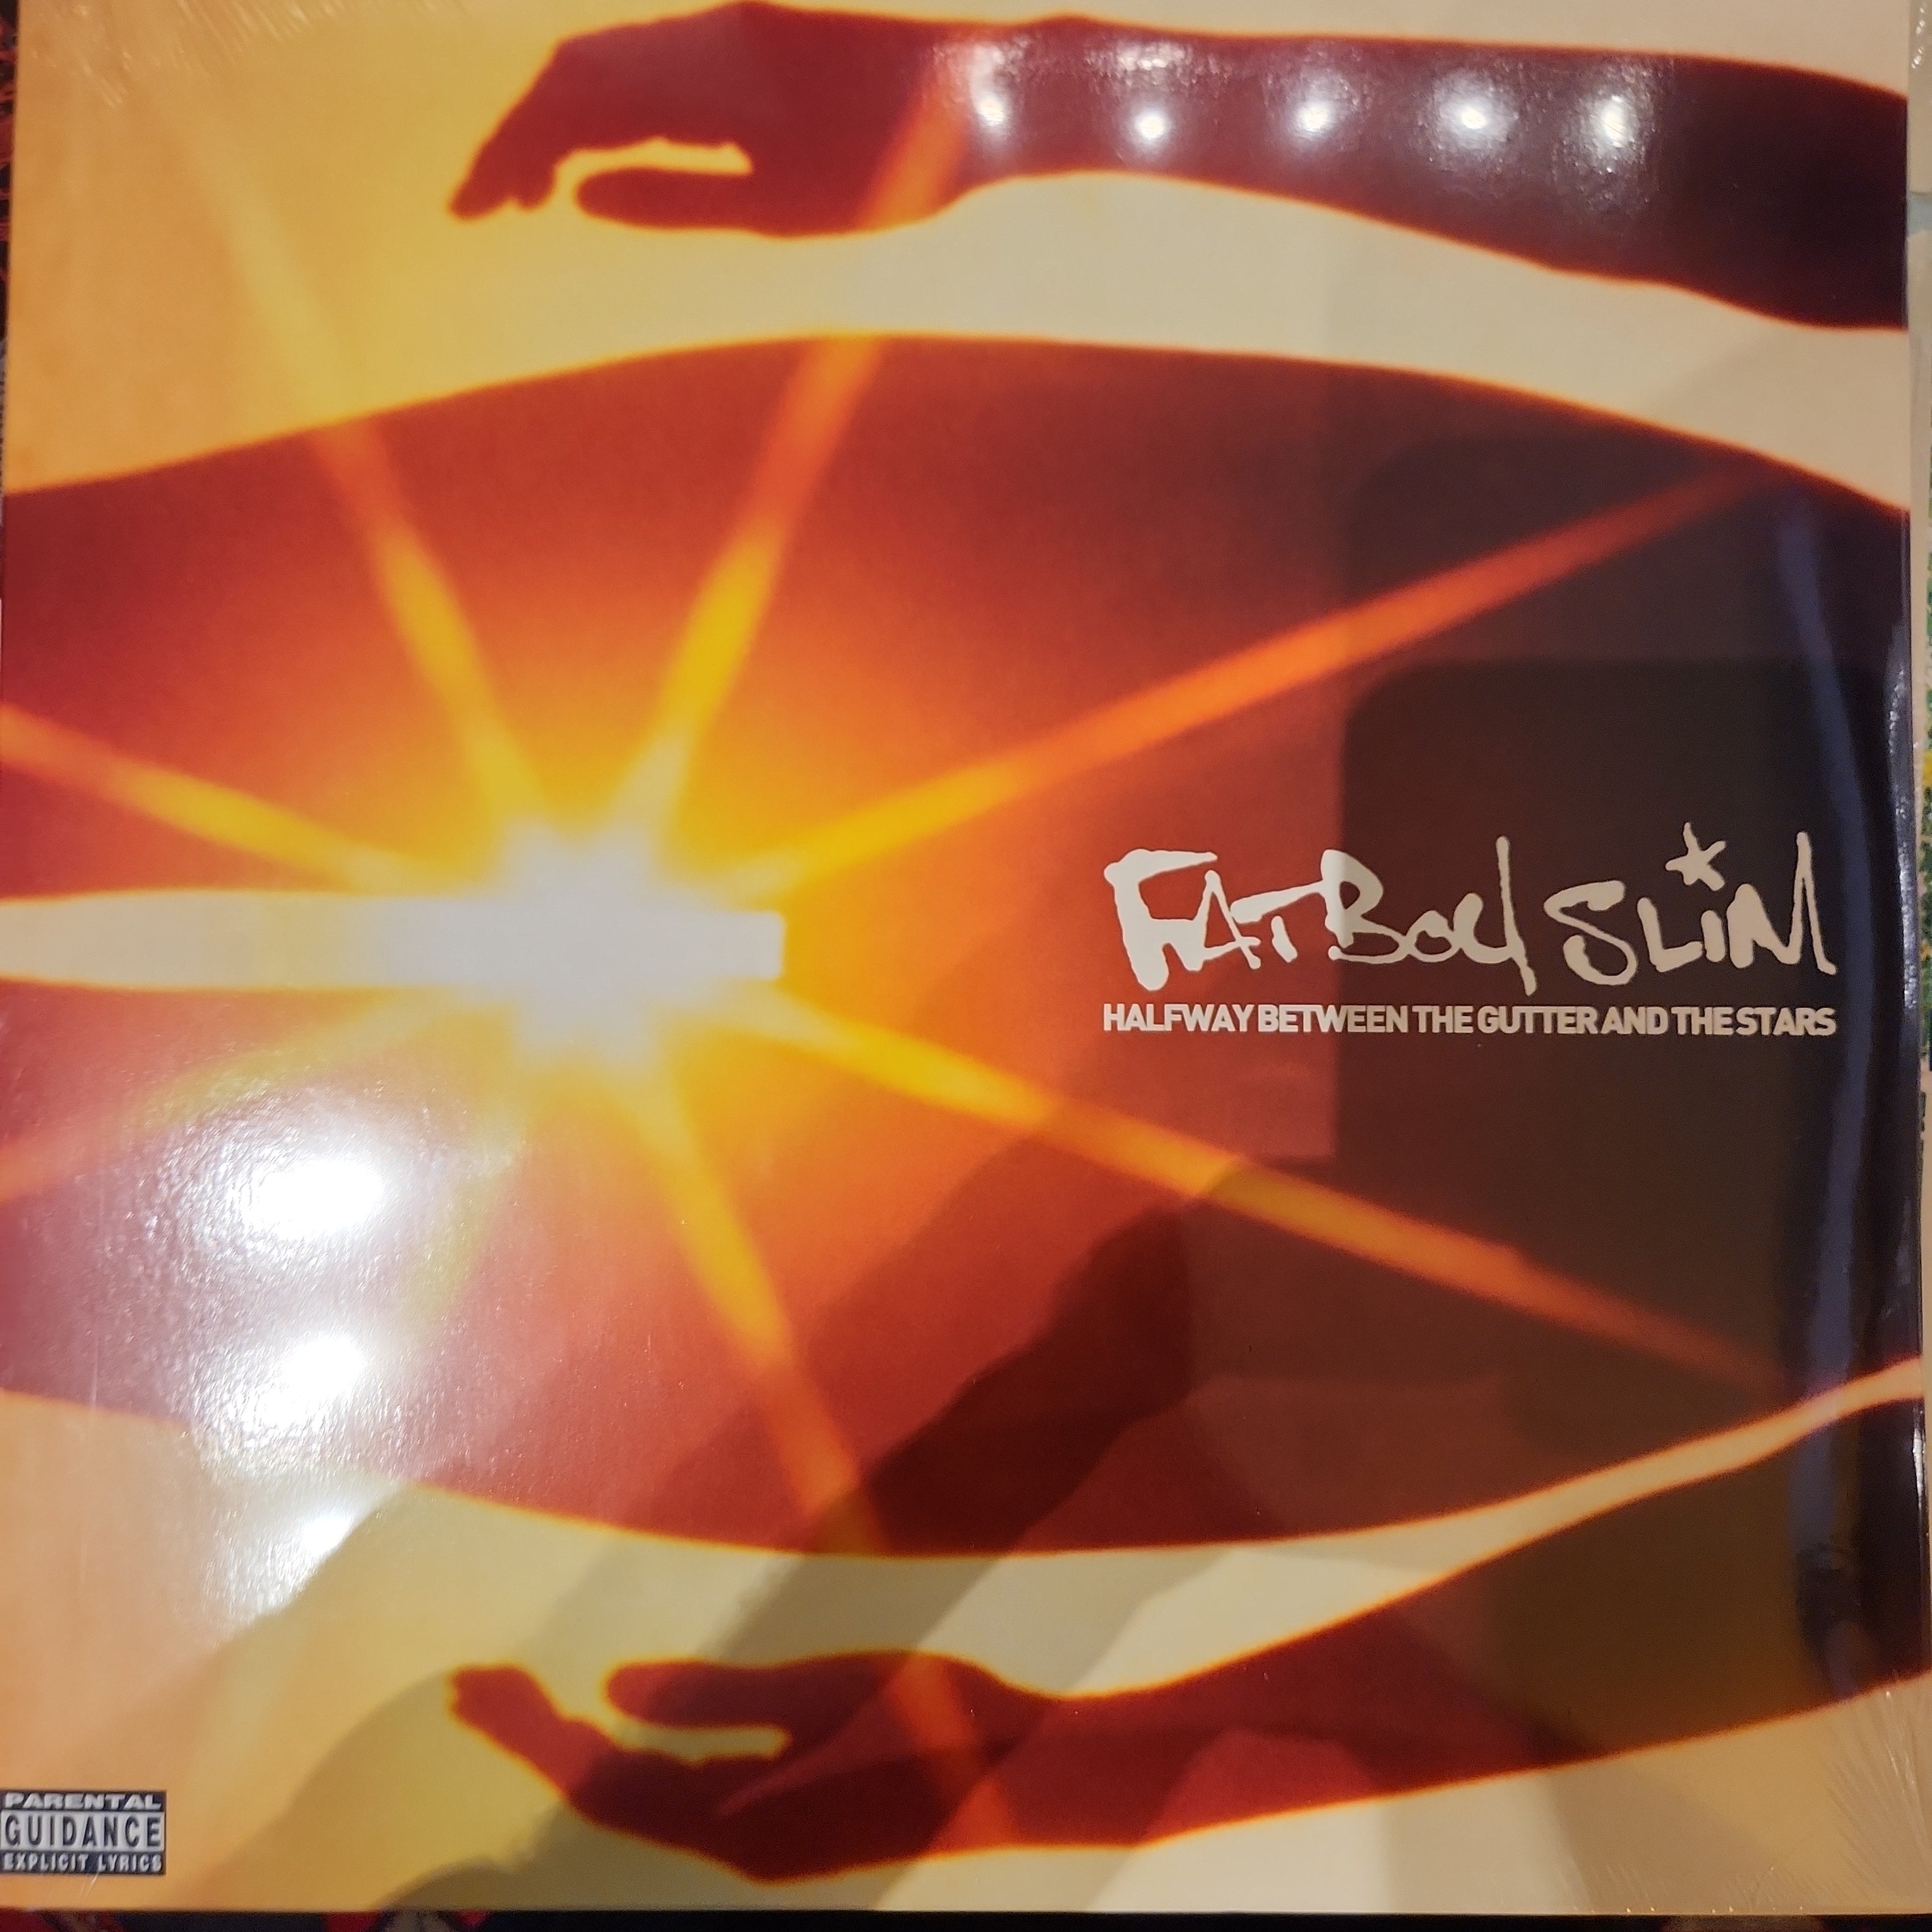 FATBOY SLIM
HALFWAY BETWEEN THE GUTTER AND THE STARS
PARENTAL
GUIDANCE
EXPLICIT LYRICS